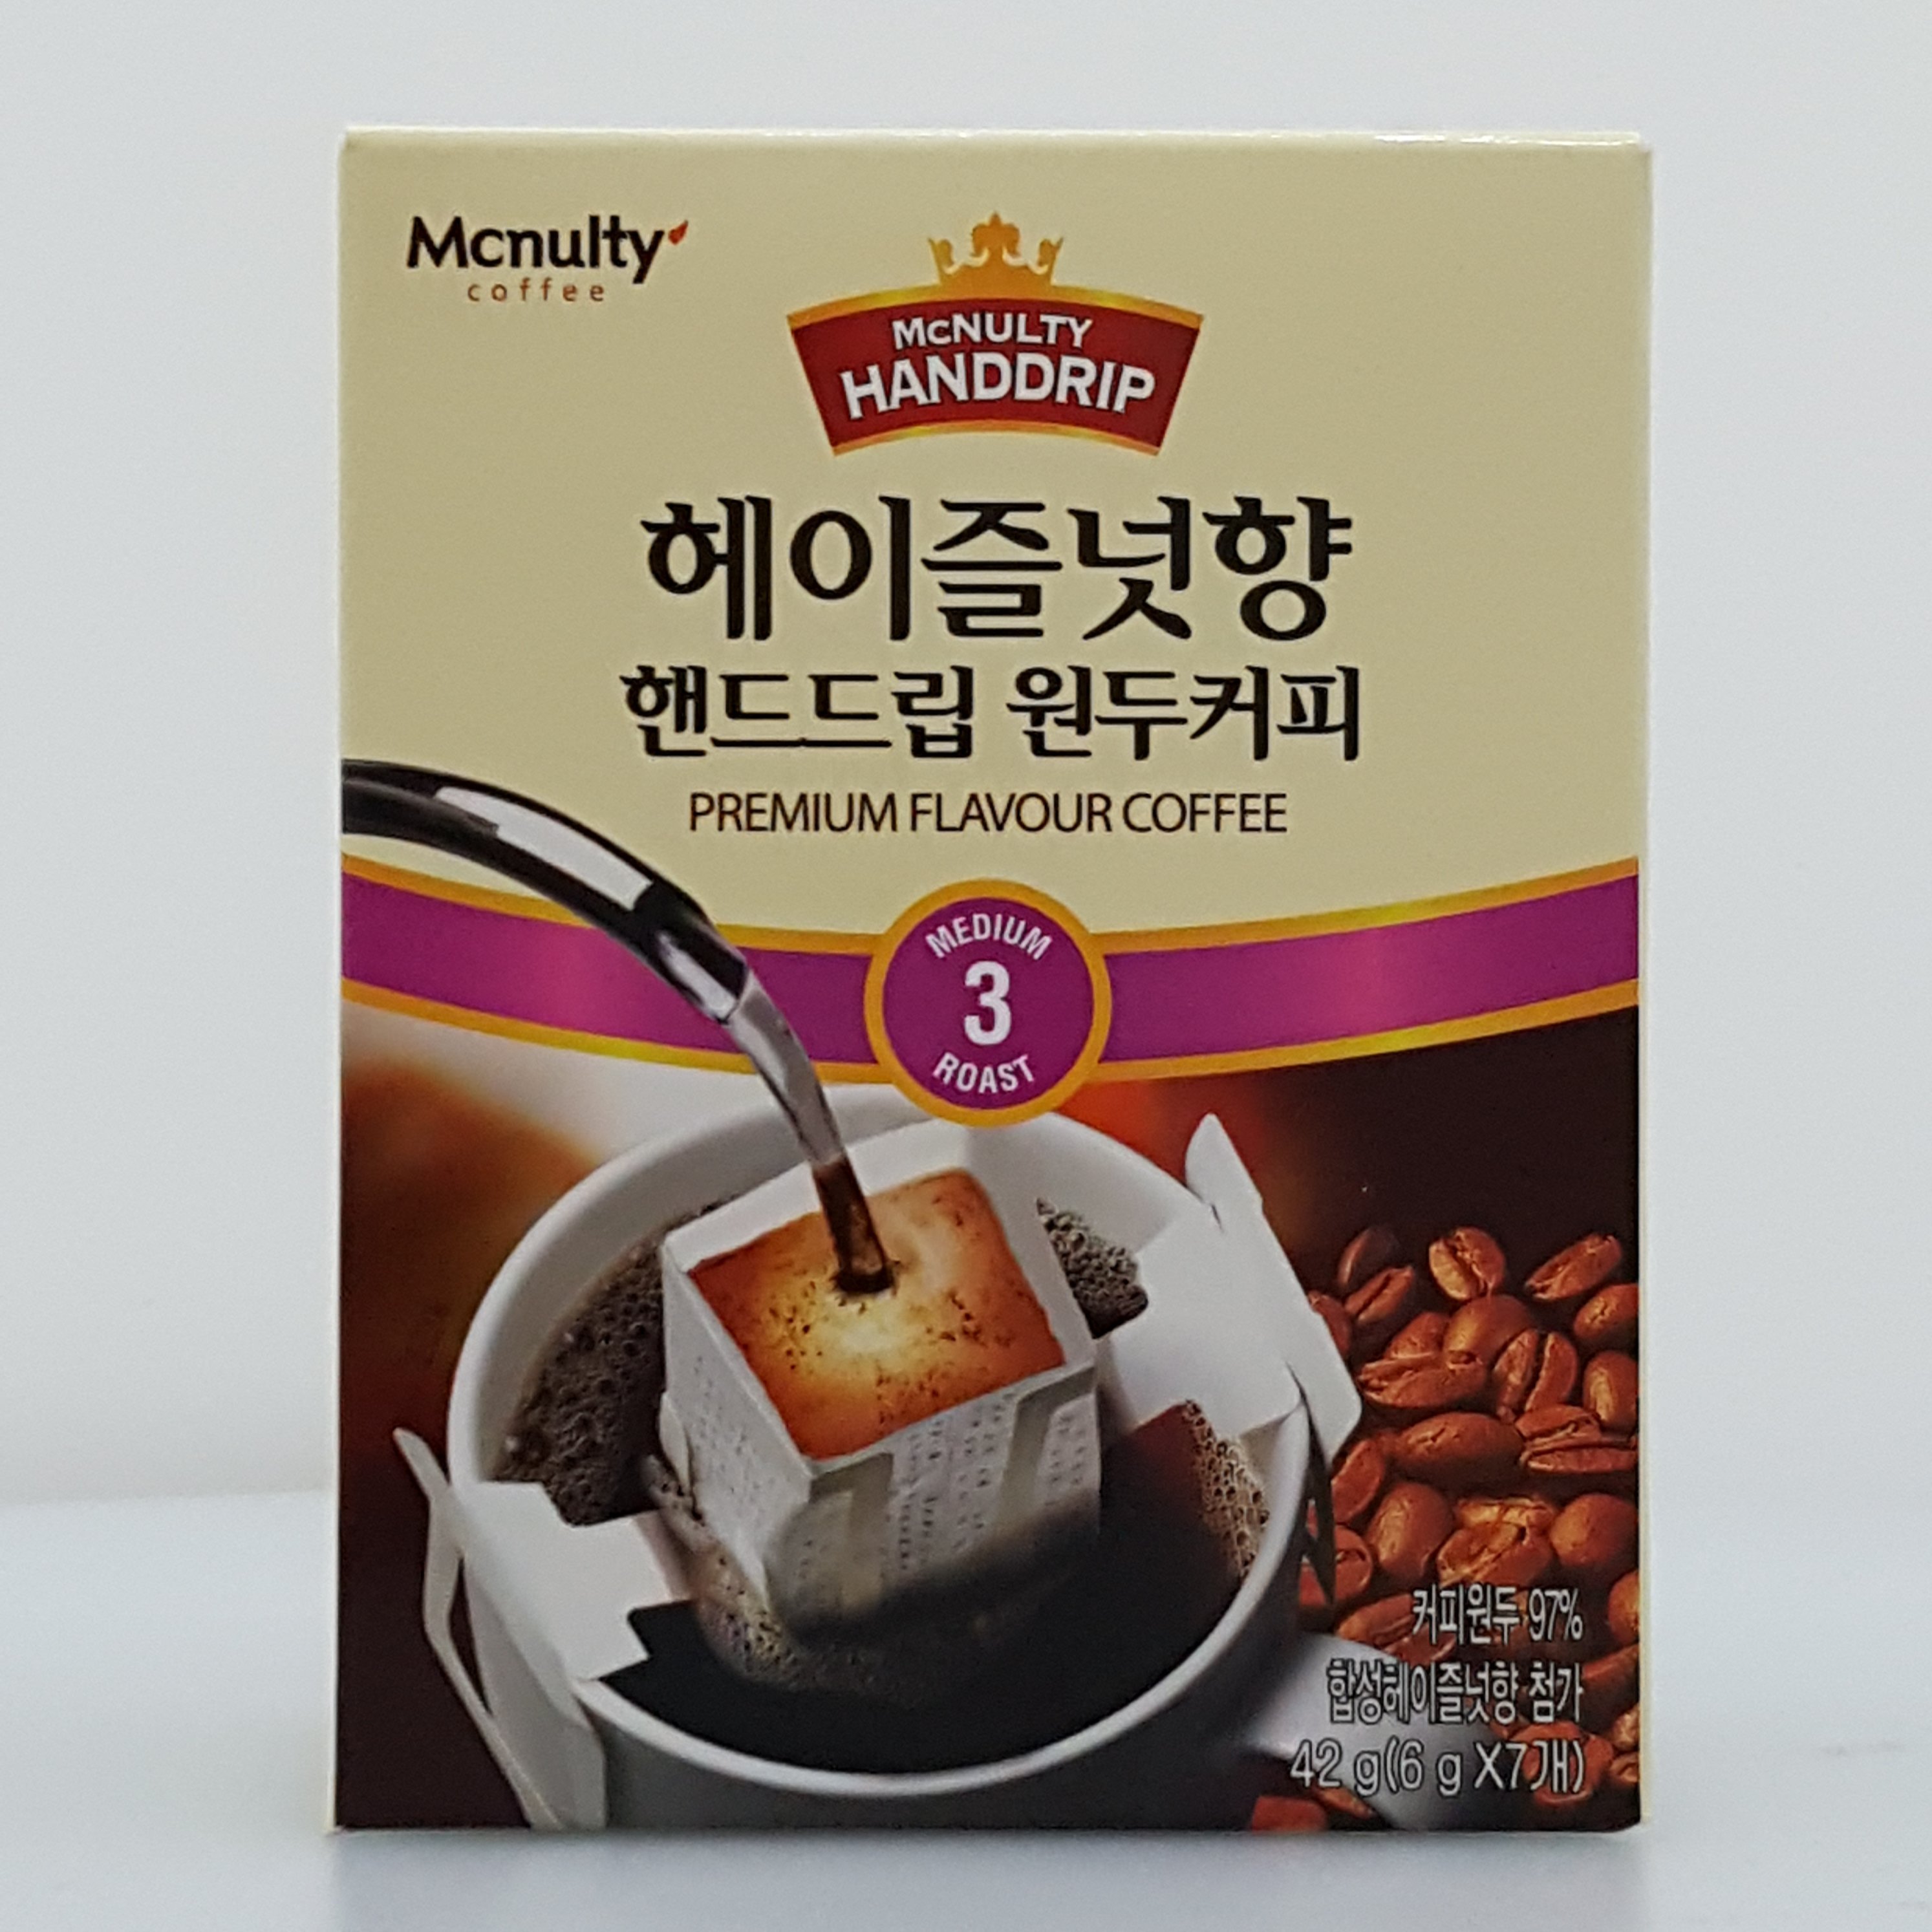 Mcnulty
coffee
McNULTY
HANDDRIP
헤이즐넛향
핸드드립 원두커피
PREMIUM FLAVOUR COFFEE
MEDIUM
3
ROAST
커피원두 97%
합성헤이즐넛향 첨가
42 g(6 g X7개)